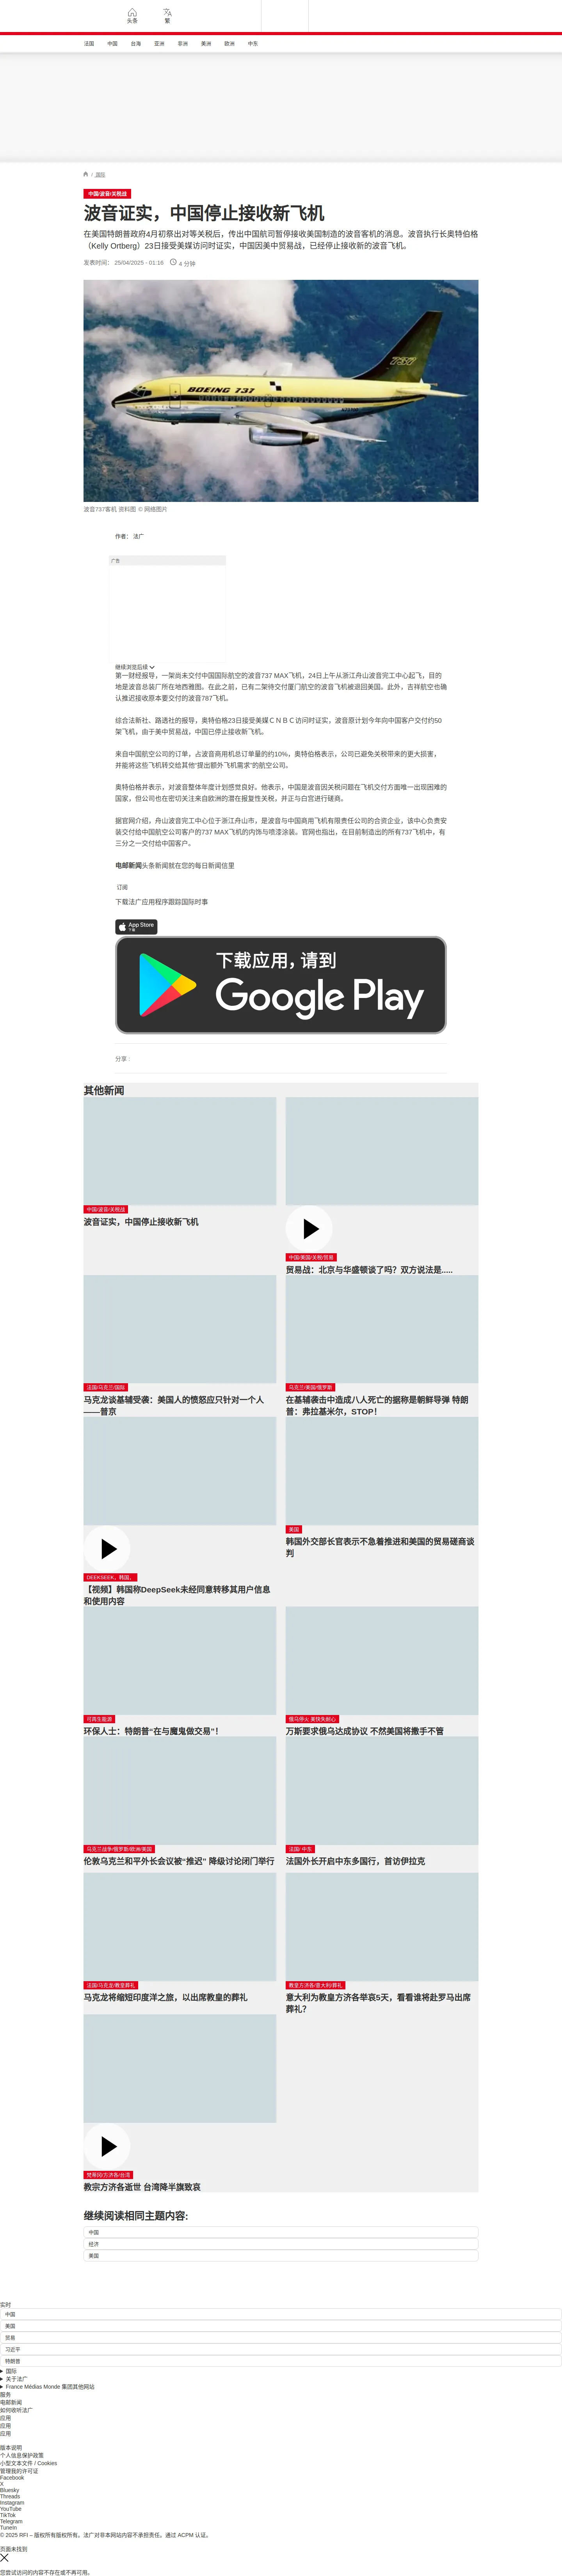 头条
繁
法国
中国
台海
亚洲
非洲
美洲
欧洲
中东
/ 国际
中国/波音/关税战
波音证实，中国停止接收新飞机
在美国特朗普政府4月初祭出对等关税后，传出中国航司暂停接收美国制造的波音客机的消息。波音执行长奥特伯格
（Kelly Ortberg）23日接受美媒访问时证实，中国因美中贸易战，已经停止接收新的波音飞机。
发表时间： 25/04/2025 - 01:16
4 分钟
BOEING 737
737
波音737客机 资料图 © 网络图片
作者： 法广
广告
继续浏览后续
第一财经报导，一架尚未交付中国国际航空的波音737 MAX飞机，24日上午从浙江舟山波音完工中心起飞，目的
地是波音总装厂所在地西雅图。在此之前，已有二架待交付厦门航空的波音飞机被退回美国。此外，吉祥航空也确
认推迟接收原本要交付的波音787飞机。
综合法新社、路透社的报导，奥特伯格23日接受美媒ＣＮＢＣ访问时证实，波音原计划今年向中国客户交付约50
架飞机，由于美中贸易战，中国已停止接收新飞机。
来自中国航空公司的订单，占波音商用机总订单量的约10%，奥特伯格表示，公司已避免关税带来的更大损害，
并能将这些飞机转交给其他“提出额外飞机需求”的航空公司。
奥特伯格并表示，对波音整体年度计划感觉良好。他表示，中国是波音因关税问题在飞机交付方面唯一出现困难的
国家，但公司也在密切关注来自欧洲的潜在报复性关税，并正与白宫进行磋商。
据官网介绍，舟山波音完工中心位于浙江舟山市，是波音与中国商用飞机有限责任公司的合资企业，该中心负责安
装交付给中国航空公司客户的737 MAX飞机的内饰与喷漆涂装。官网也指出，在目前制造出的所有737飞机中，有
三分之一交付给中国客户。
电邮新闻头条新闻就在您的每日新闻信里
订阅
下载法广应用程序跟踪国际时事
App Store
下载
下载应用，请到
Google Play
分享 :
其他新闻
中国/波音/关税战
波音证实，中国停止接收新飞机
中国/美国/关税/贸易
贸易战：北京与华盛顿谈了吗？双方说法是.....
法国/乌克兰/国际
马克龙谈基辅受袭：美国人的愤怒应只针对一个人
——普京
乌克兰/美国/俄罗斯
在基辅袭击中造成八人死亡的据称是朝鲜导弹 特朗
普：弗拉基米尔，STOP！
DEEKSEEK，韩国，
【视频】韩国称DeepSeek未经同意转移其用户信息
和使用内容
美国
韩国外交部长官表示不急着推进和美国的贸易磋商谈
判
可再生能源
环保人士：特朗普“在与魔鬼做交易”！
俄乌停火 美快失耐心
万斯要求俄乌达成协议 不然美国将撒手不管
乌克兰战争/俄罗斯/欧洲/美国
伦敦乌克兰和平外长会议被“推迟” 降级讨论闭门举行
法国/ 中东
法国外长开启中东多国行，首访伊拉克
法国/马克龙/教皇葬礼
马克龙将缩短印度洋之旅，以出席教皇的葬礼
教皇方济各/意大利/葬礼
意大利为教皇方济各举哀5天，看看谁将赴罗马出席
葬礼？
梵蒂冈/方济各/台湾
教宗方济各逝世 台湾降半旗致哀
继续阅读相同主题内容:
中国
经济
美国
实时
中国
美国
贸易
习近平
特朗普
国际
关于法广
France Médias Monde 集团其他网站
服务
电邮新闻
如何收听法广
应用
应用
应用
版本说明
个人信息保护政策
小型文本文件 / Cookies
管理我的许可证
Facebook
X
Bluesky
Threads
Instagram
YouTube
TikTok
Telegram
TuneIn
© 2025 RFI – 版权所有版权所有。法广对非本网站内容不承担责任。通过 ACPM 认证。
页面未找到
您尝试访问的内容不存在或不再可用。